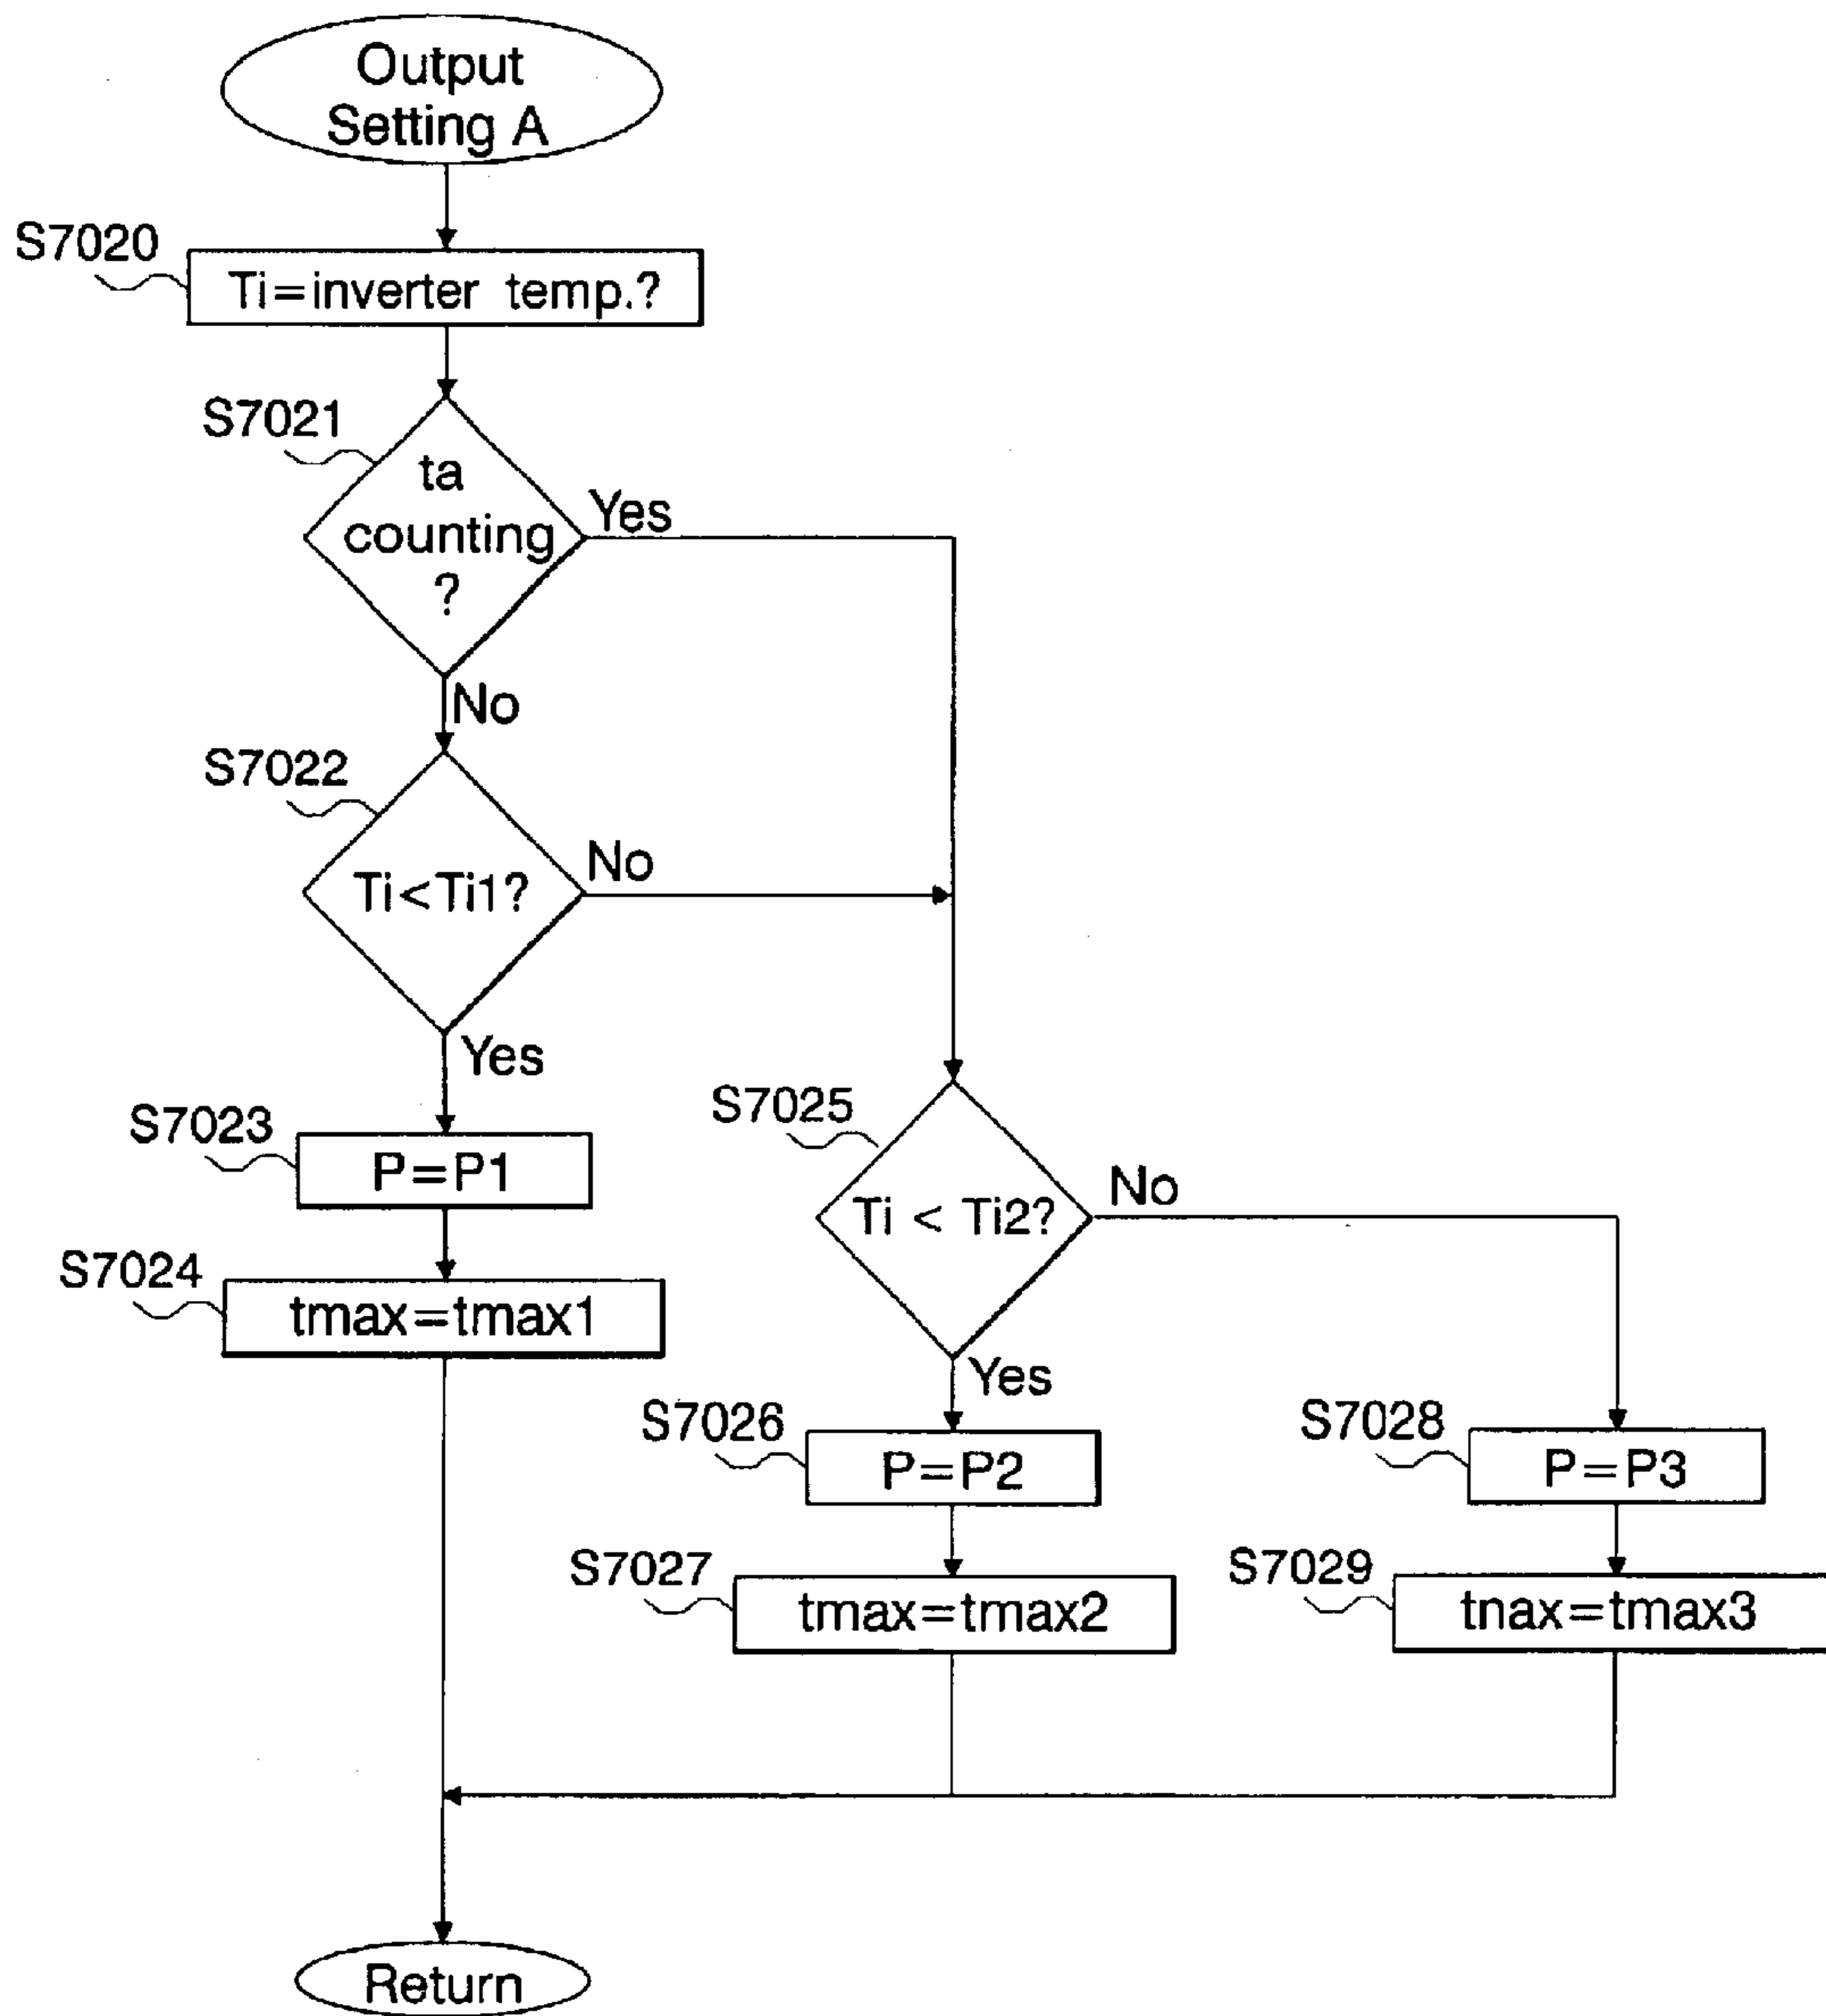 Output
Setting A
S7020
Ti=inverter temp.?
S7021
ta
counting
?
Yes
No
S7022
Ti<Ti1?
No
Yes
S7023
P=P1
S7024
tmax=tmax1
S7025
Ti < Ti2?
No
Yes
S7026
P=P2
S7027
tmax=tmax2
S7028
P=P3
S7029
tnax=tmax3
Return